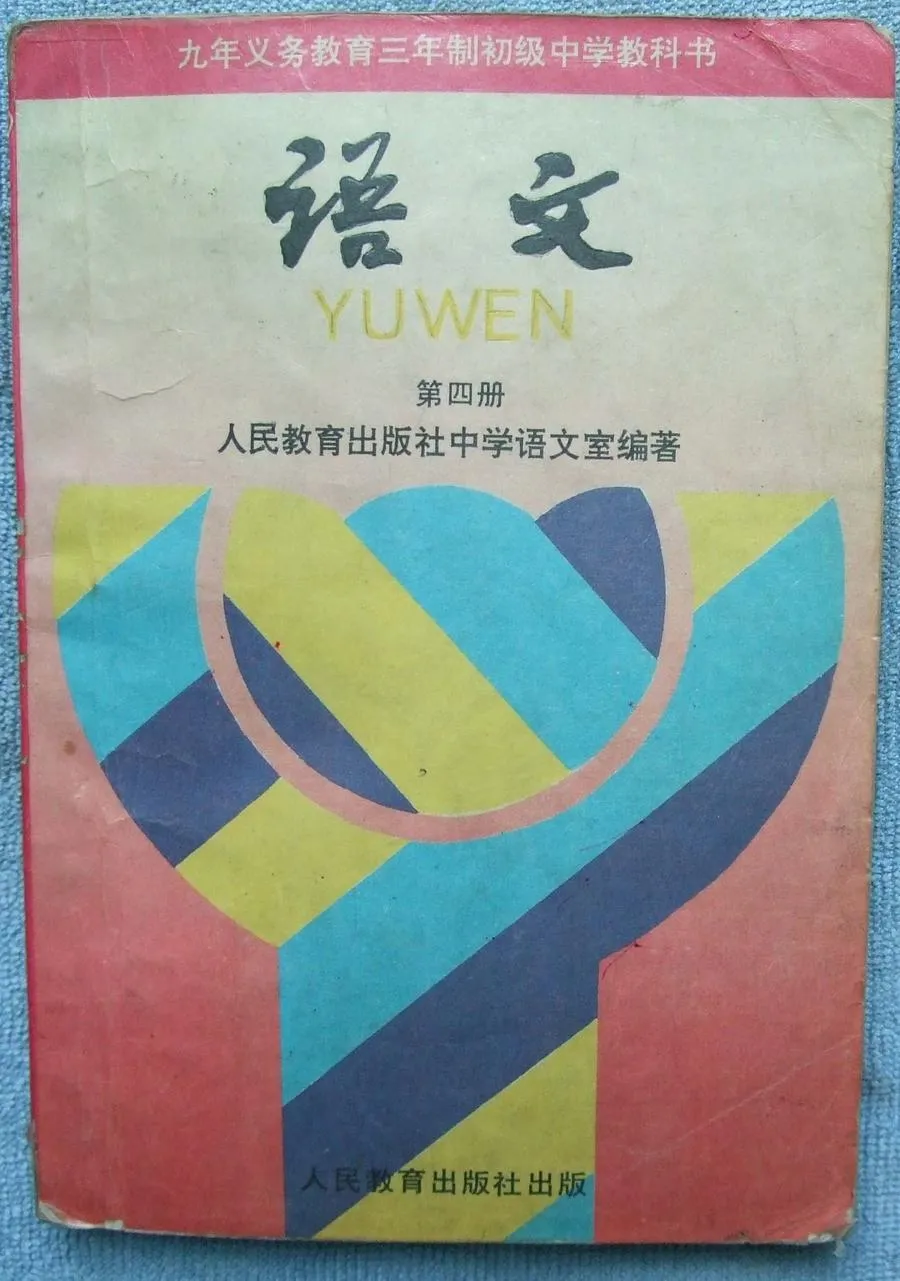 九年义务教育三年制初级中学教科书
语文
YUWEN
第四册
人民教育出版社中学语文室编著
人民教育出版社出版